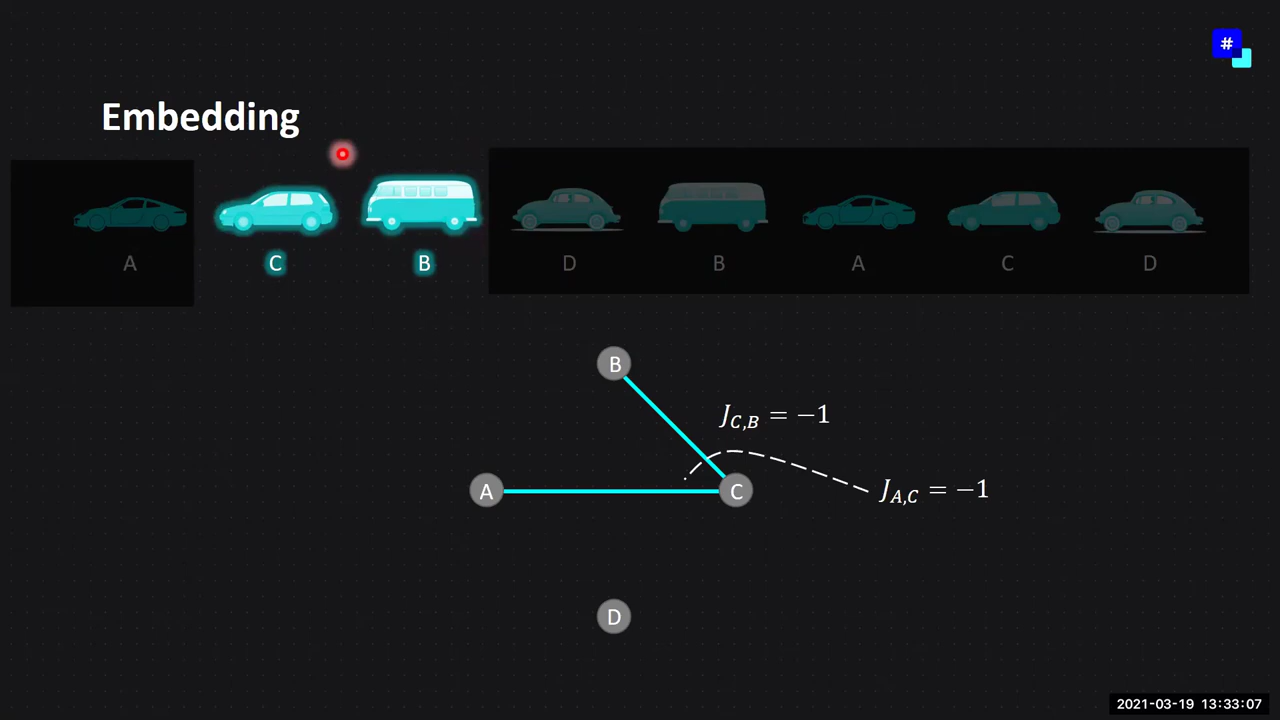 #
Embedding
A C B D B A C D
B
J_{C,B} = −1
A C
J_{A,C} = −1
D
2021-03-19 13:33:07